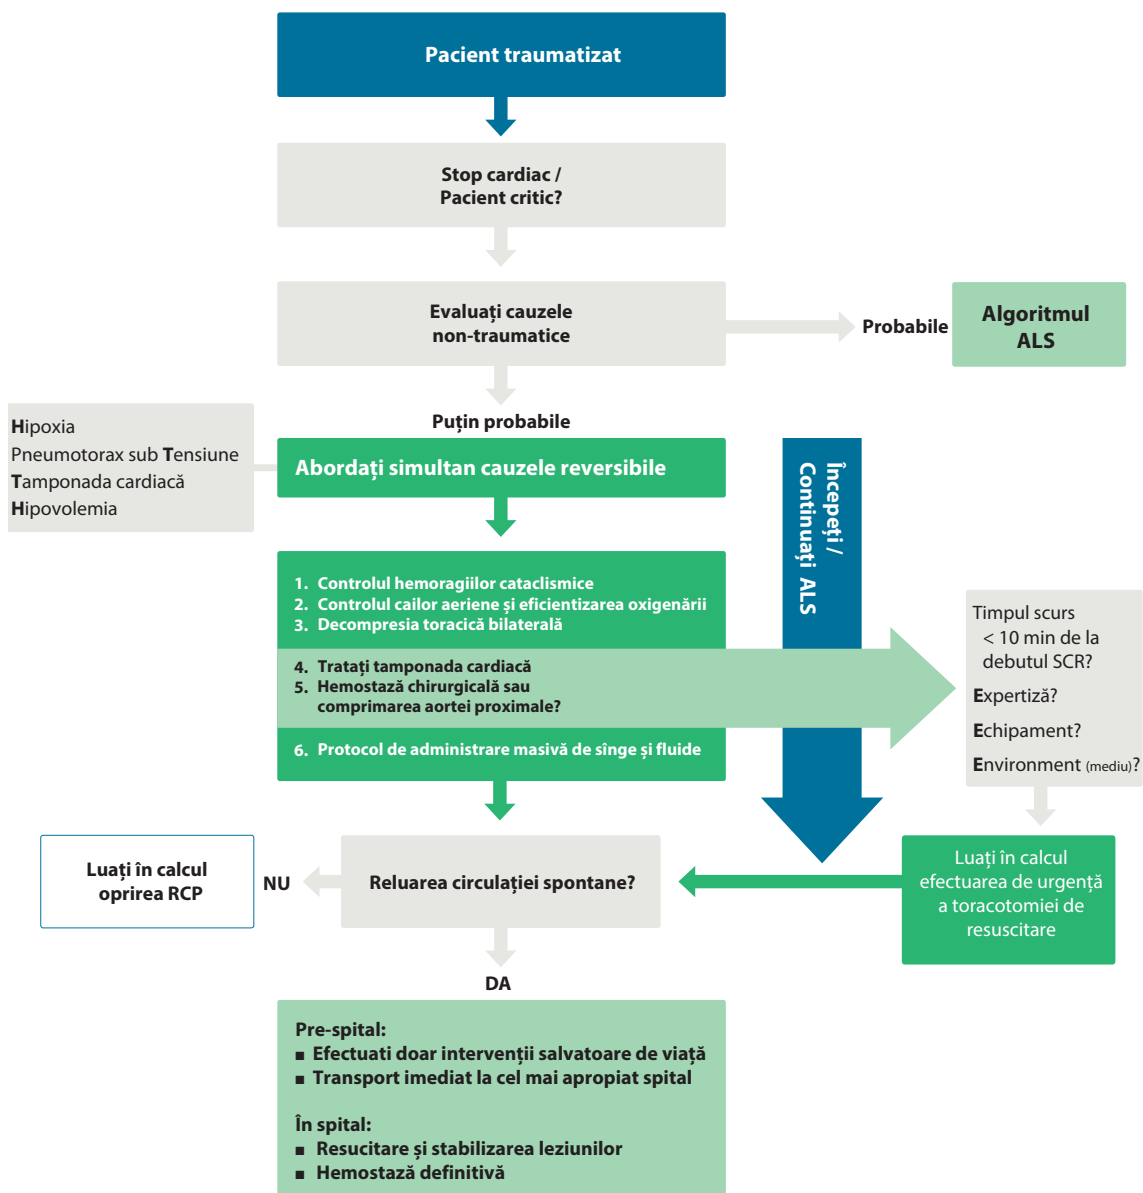 Pacient traumatizat
Stop cardiac /
Pacient critic?
Evaluați cauzele
non-traumatice
Probabile
Algoritmul
ALS
Puțin probabile
Hipoxia
Pneumotorax sub Tensiune
Tamponada cardiacă
Hipovolemia
Abordați simultan cauzele reversibile
Începeți /
Continuați ALS
1. Controlul hemoragiilor cataclismice
2. Controlul cailor aeriene și eficientizarea oxigenării
3. Decompresia toracică bilaterală
4. Tratați tamponada cardiacă
5. Hemostază chirurgicală sau
comprimarea aortei proximale?
6. Protocol de administrare masivă de sînge și fluide
Timpul scurs
< 10 min de la
debutul SCR?
Expertiză?
Echipament?
Environment (mediu)?
Luați în calcul
efectuarea de urgență
a toracotomiei de
resuscitare
Reluarea circulației spontane?
NU
Luați în calcul
oprirea RCP
DA
Pre-spital:
■ Efectuati doar intervenții salvatoare de viață
■ Transport imediat la cel mai apropiat spital
În spital:
■ Resucitare și stabilizarea leziunilor
■ Hemostază definitivă